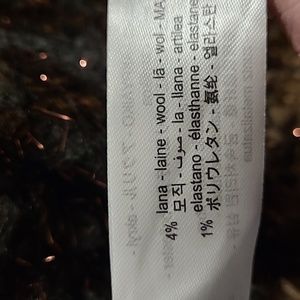 4% lana - laine - wool - lã - wol - MA
모직 - صوف - la - llana - artilea
elastano - élasthanne - elastane
1% ポリウレタン - 氨纶 - 엘라스탄